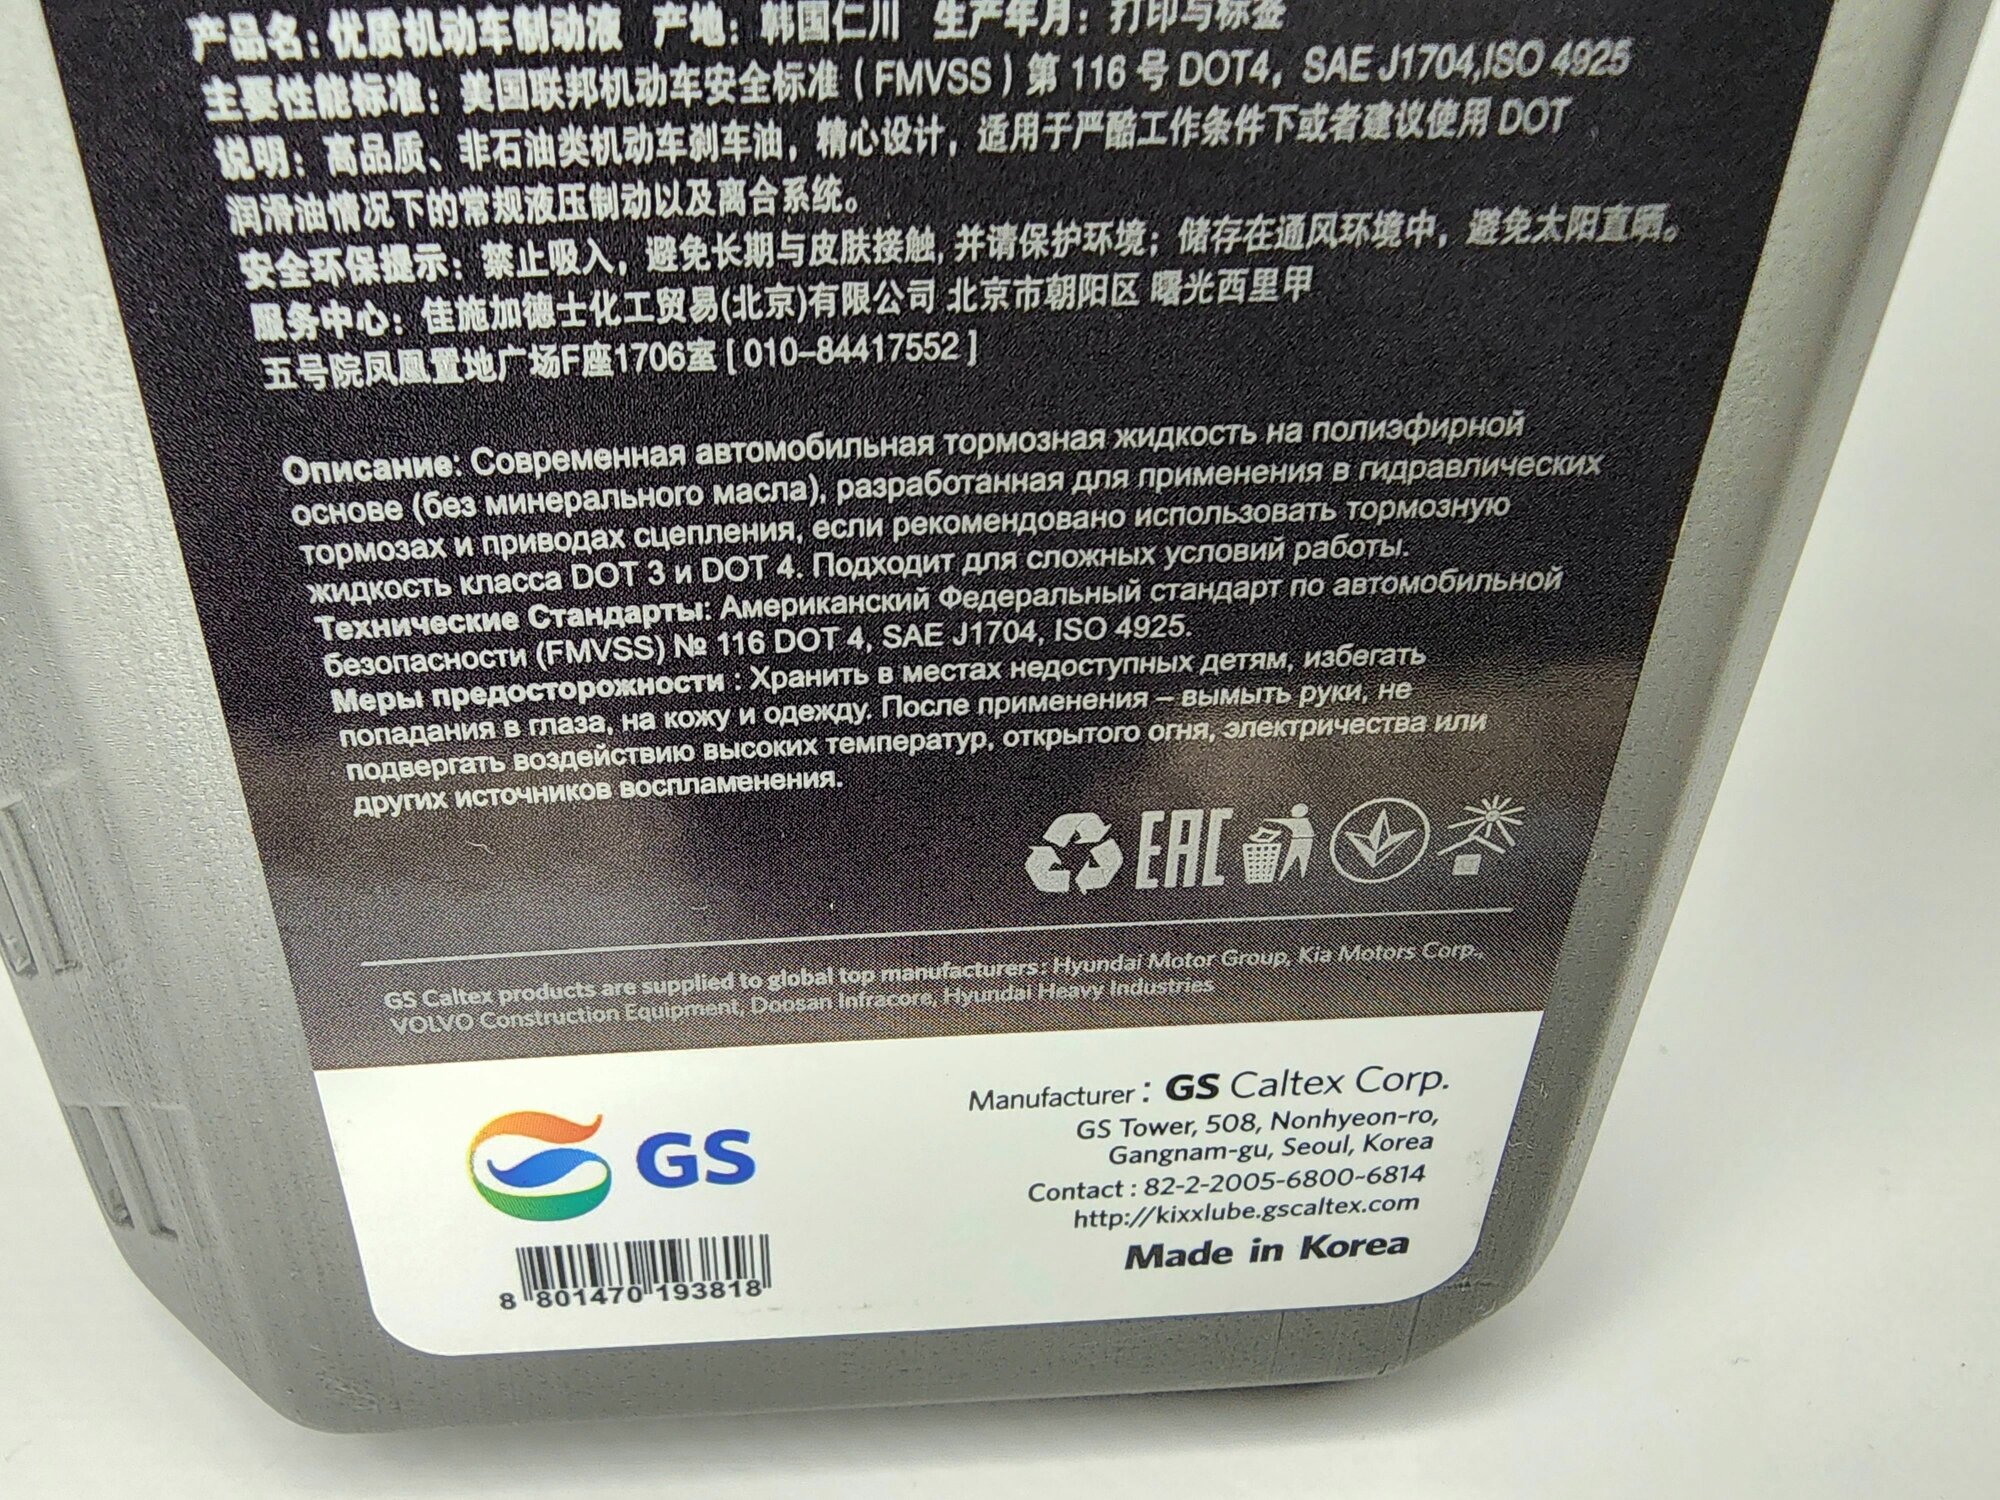 产品名: 优质机动车制动液 产地: 韩国仁川 生产年月: 打印与标签
主要性能标准: 美国联邦机动车安全标准 ( FMVSS ) 第 116 号 DOT4, SAE J1704,ISO 4925
说明: 高品质、非石油类机动车刹车油, 精心设计, 适用于严酷工作条件下或者建议使用 DOT
润滑油情况下的常规液压制动以及离合系统。
安全环保提示: 禁止吸入, 避免长期与皮肤接触, 并请保护环境; 储存在通风环境中, 避免太阳直晒。
服务中心: 佳施加德士化工贸易(北京)有限公司 北京市朝阳区 曙光西里甲
五号院凤凰置地广场F座1706室 [ 010-84417552 ]
Описание: Современная автомобильная тормозная жидкость на полиэфирной
основе (без минерального масла), разработанная для применения в гидравлических
тормозах и приводах сцепления, если рекомендовано использовать тормозную
жидкость класса DOT 3 и DOT 4. Подходит для сложных условий работы.
Технические Стандарты: Американский Федеральный стандарт по автомобильной
безопасности (FMVSS) № 116 DOT 4, SAE J1704, ISO 4925.
Меры предосторожности : Хранить в местах недоступных детям, избегать
попадания в глаза, на кожу и одежду. После применения – вымыть руки, не
подвергать воздействию высоких температур, открытого огня, электричества или
других источников воспламенения.
EAC
GS Caltex products are supplied to global top manufacturers: Hyundai Motor Group, Kia Motors Corp.,
VOLVO Construction Equipment, Doosan Infracore, Hyundai Heavy Industries
GS
Manufacturer : GS Caltex Corp.
GS Tower, 508, Nonhyeon-ro,
Gangnam-gu, Seoul, Korea
Contact : 82-2-2005-6800~6814
http://kixxlube.gscaltex.com
Made in Korea
8 801470 193818